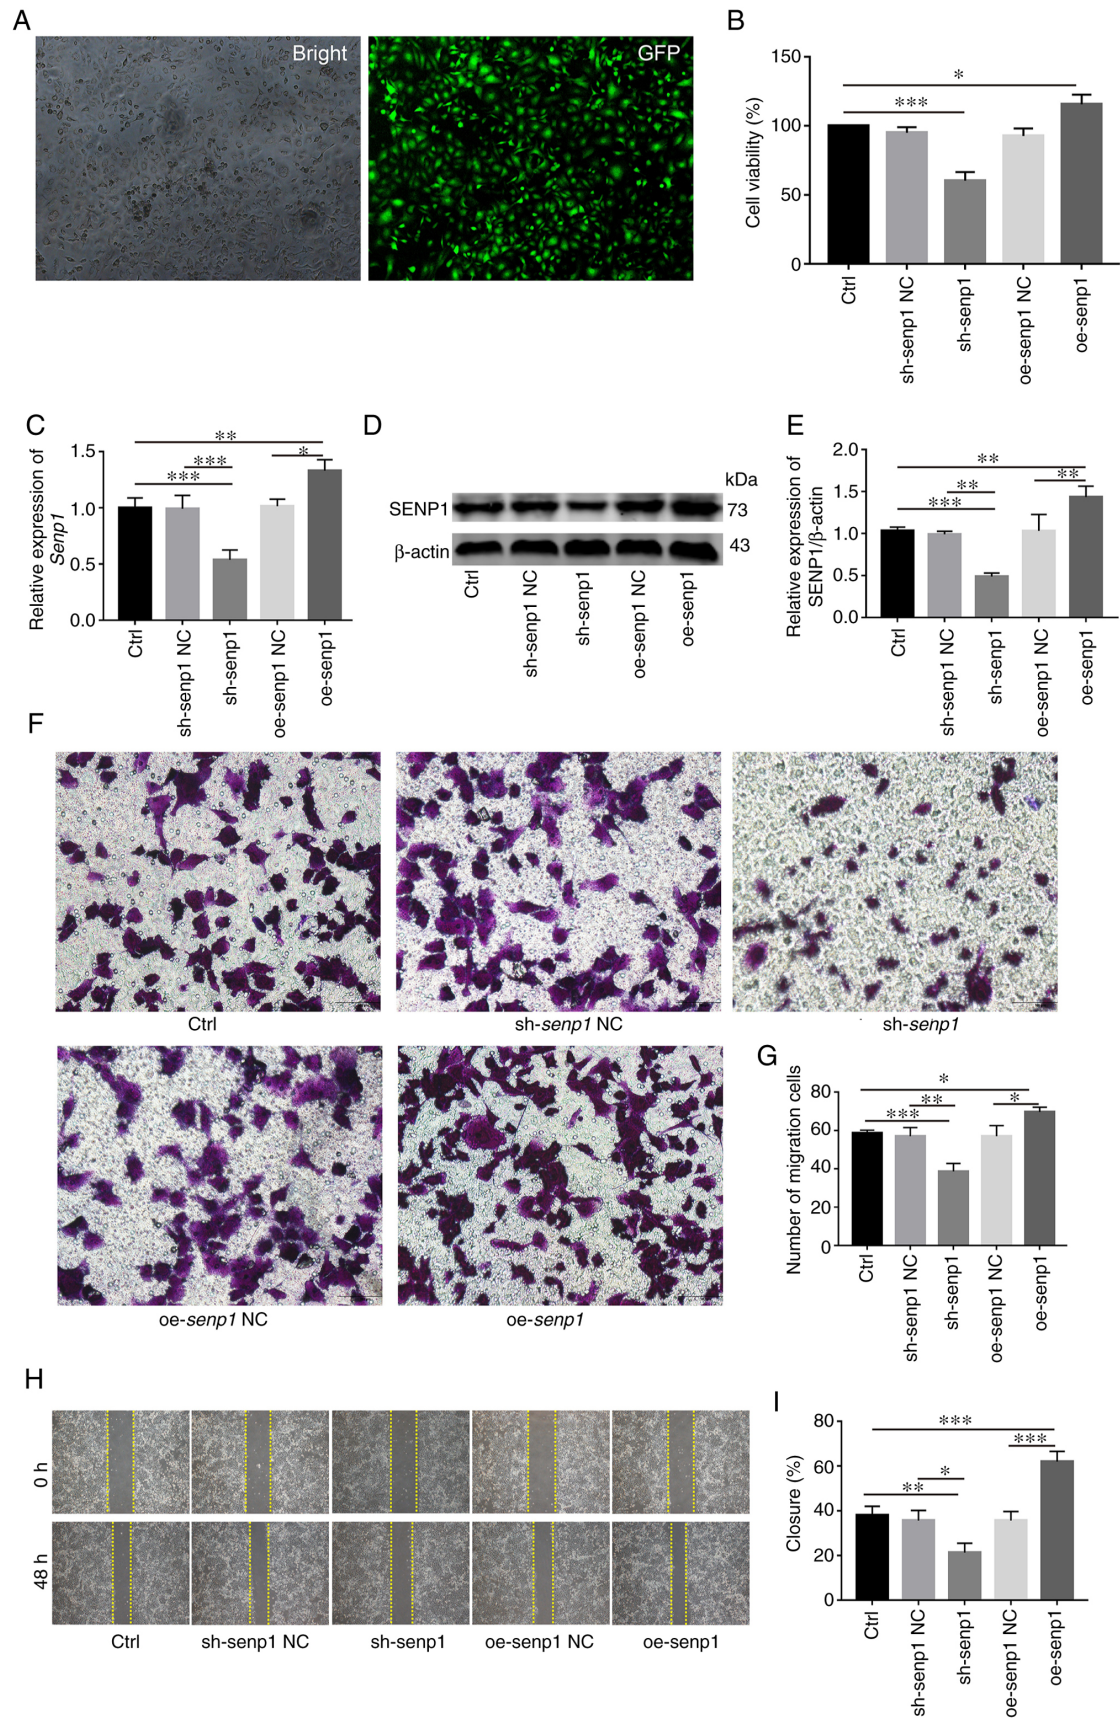 A
Bright
GFP
B
Cell viability (%)
150
100
50
0
*
***
Ctrl
sh-senp1 NC
sh-senp1
oe-senp1 NC
oe-senp1
C
Relative expression of
Senp1
1.5
1.0
0.5
0.0
**
***
*
***
Ctrl
sh-senp1 NC
sh-senp1
oe-senp1 NC
oe-senp1
D
kDa
SENP1
73
β-actin
43
Ctrl
sh-senp1 NC
sh-senp1
oe-senp1 NC
oe-senp1
E
Relative expression of
SENP1/β-actin
2.0
1.5
1.0
0.5
0.0
**
**
**
***
Ctrl
sh-senp1 NC
sh-senp1
oe-senp1 NC
oe-senp1
F
Ctrl
sh-senp1 NC
sh-senp1
oe-senp1 NC
oe-senp1
G
Number of migration cells
80
60
40
20
0
*
**
*
***
Ctrl
sh-senp1 NC
sh-senp1
oe-senp1 NC
oe-senp1
H
0 h
48 h
Ctrl
sh-senp1 NC
sh-senp1
oe-senp1 NC
oe-senp1
I
Closure (%)
80
60
40
20
0
***
***
*
**
Ctrl
sh-senp1 NC
sh-senp1
oe-senp1 NC
oe-senp1